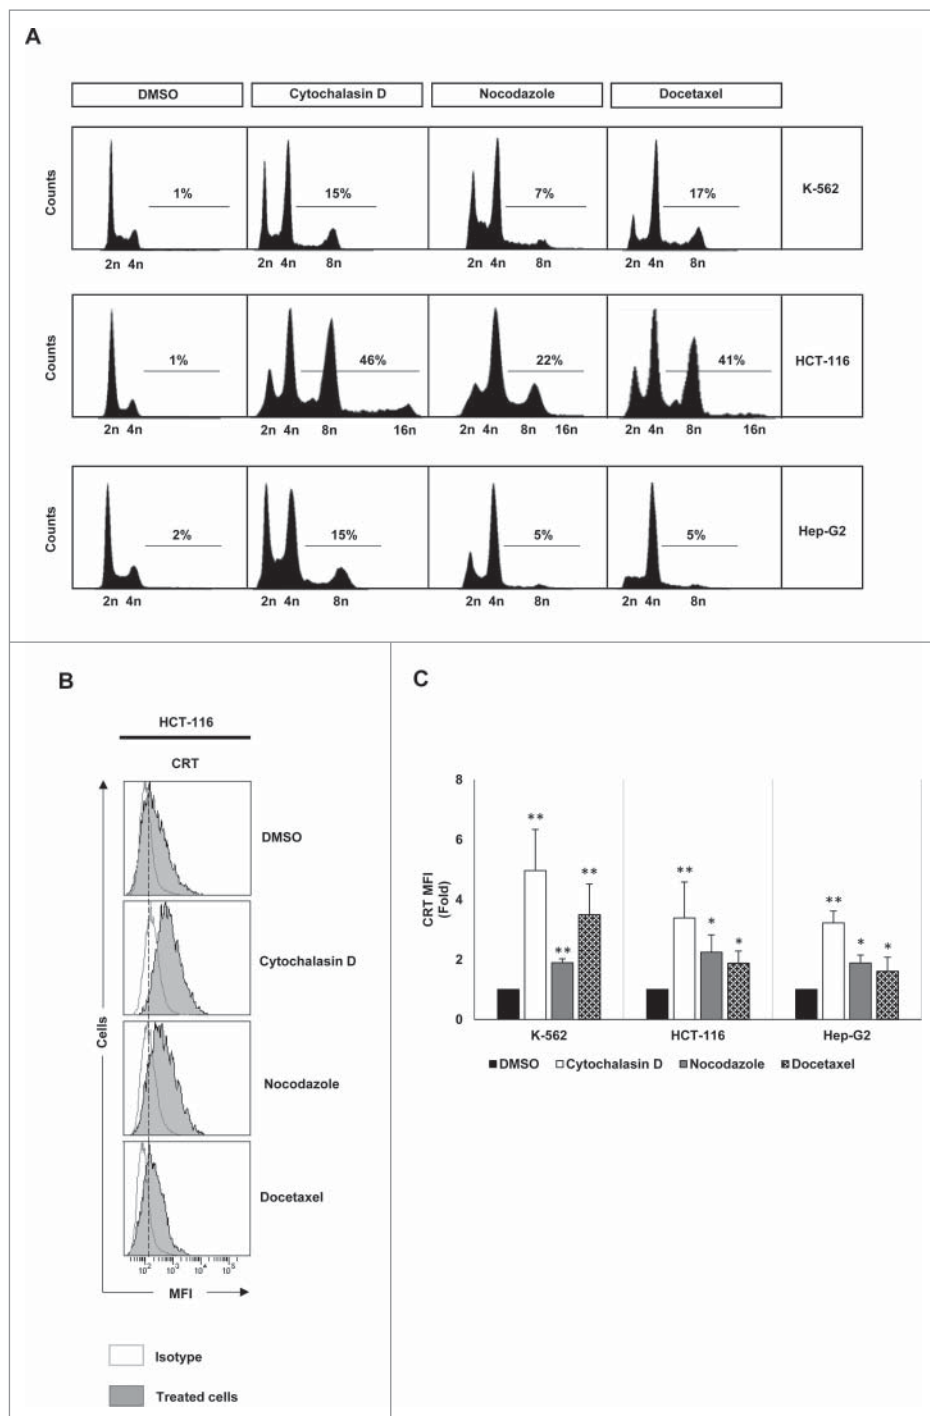 A
DMSO Cytochalasin D Nocodazole Docetaxel
Counts 1% 15% 7% 17% K-562
2n 4n 2n 4n 8n 2n 4n 8n 2n 4n 8n
Counts 1% 46% 22% 41% HCT-116
2n 4n 2n 4n 8n 16n 2n 4n 8n 16n 2n 4n 8n 16n
Counts 2% 15% 5% 5% Hep-G2
2n 4n 2n 4n 8n 2n 4n 8n 2n 4n 8n
B
HCT-116
CRT
DMSO
Cytochalasin D
Nocodazole
Docetaxel
Cells
10² 10³ 10⁴ 10⁵
MFI
Isotype
Treated cells
C
CRT MFI
(Fold)
8
6
4
2
0
** ** ** ** * * ** * *
K-562 HCT-116 Hep-G2
DMSO Cytochalasin D Nocodazole Docetaxel